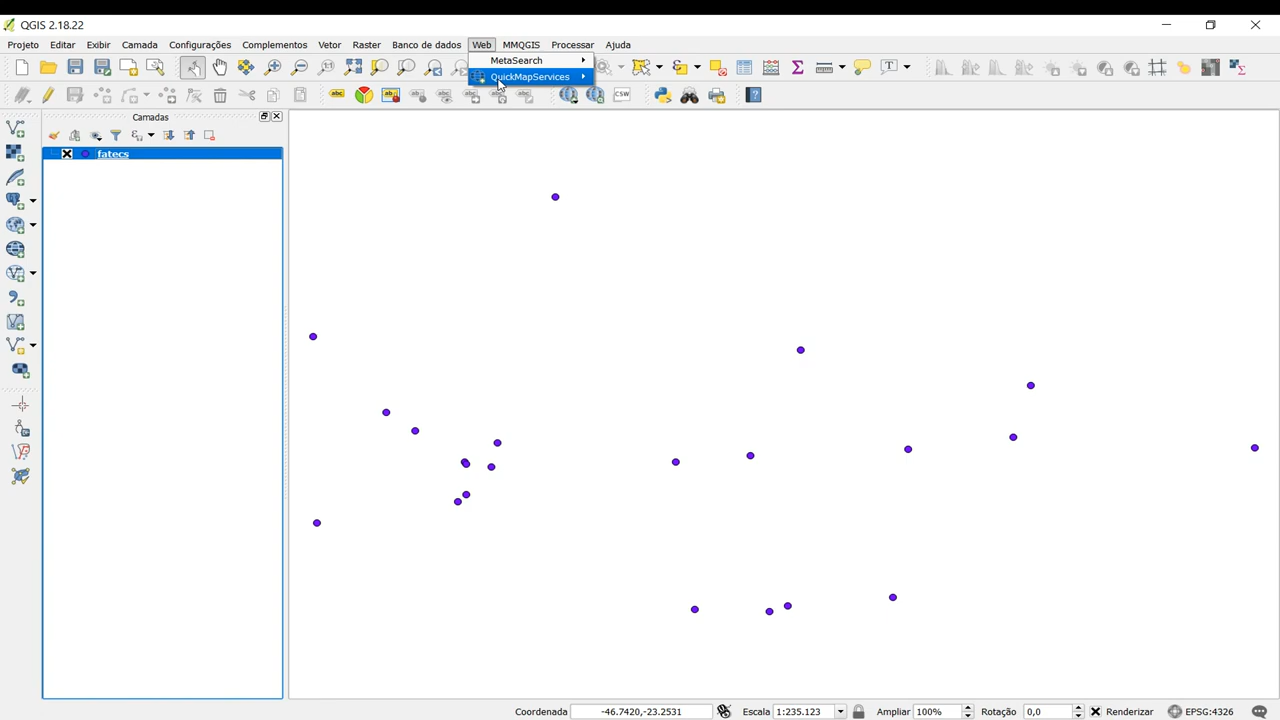 QGIS 2.18.22
Projeto Editar Exibir Camada Configurações Complementos Vetor Raster Banco de dados Web MMQGIS Processar Ajuda
MetaSearch
QuickMapServices
abc abc CSW
Camadas
fatecs
Coordenada -46.7420,-23.2531 Escala 1:235.123 Ampliar 100% Rotação 0,0 Renderizar EPSG:4326